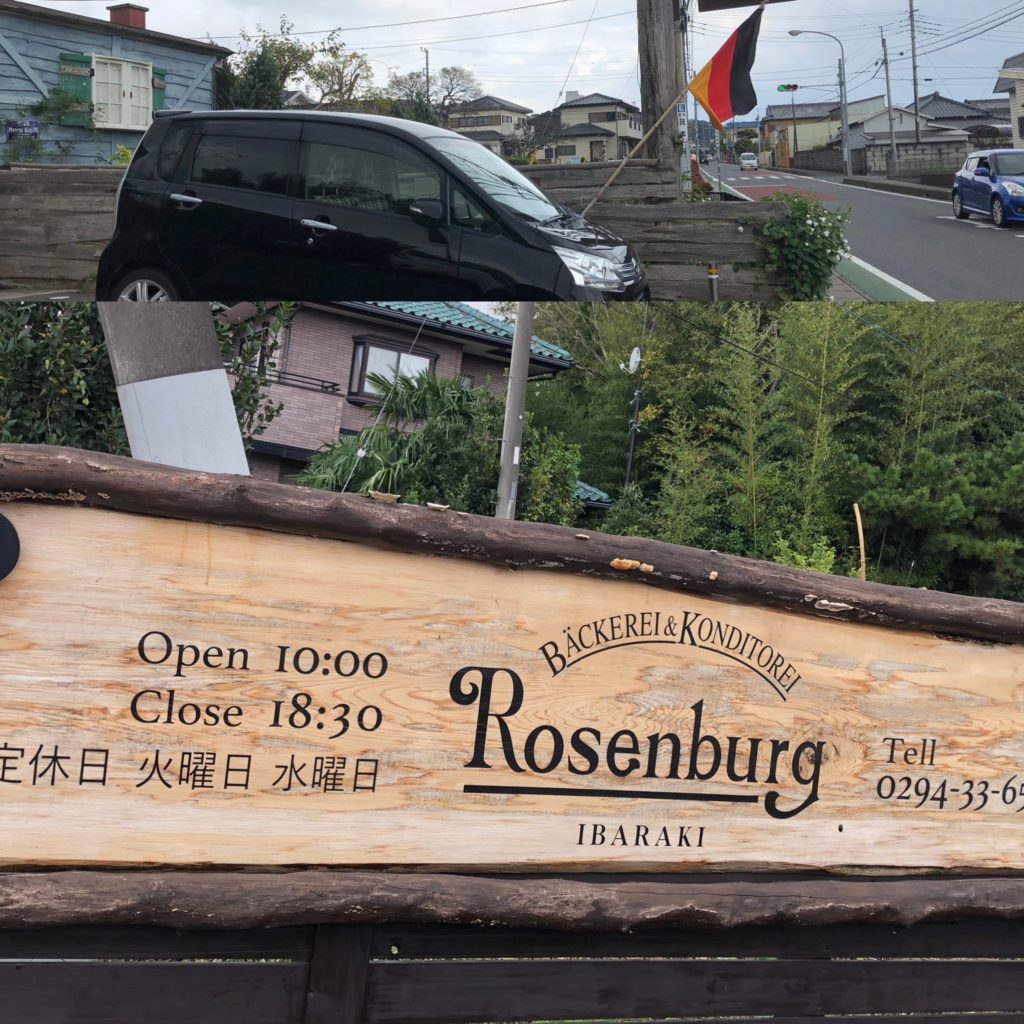 Open 10:00
Close 18:30
定休日 火曜日 水曜日
BÄCKEREI & KONDITOREI
Rosenburg
IBARAKI
Tell
0294-33-65